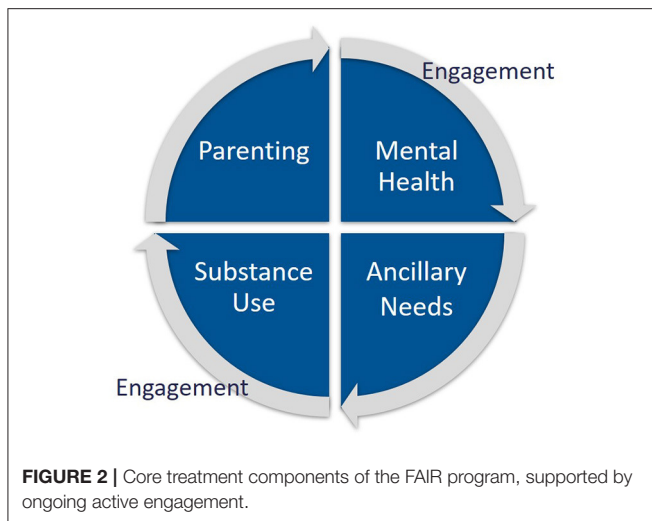 Engagement
Parenting
Mental
Health
Substance
Use
Ancillary
Needs
Engagement
FIGURE 2 | Core treatment components of the FAIR program, supported by
ongoing active engagement.